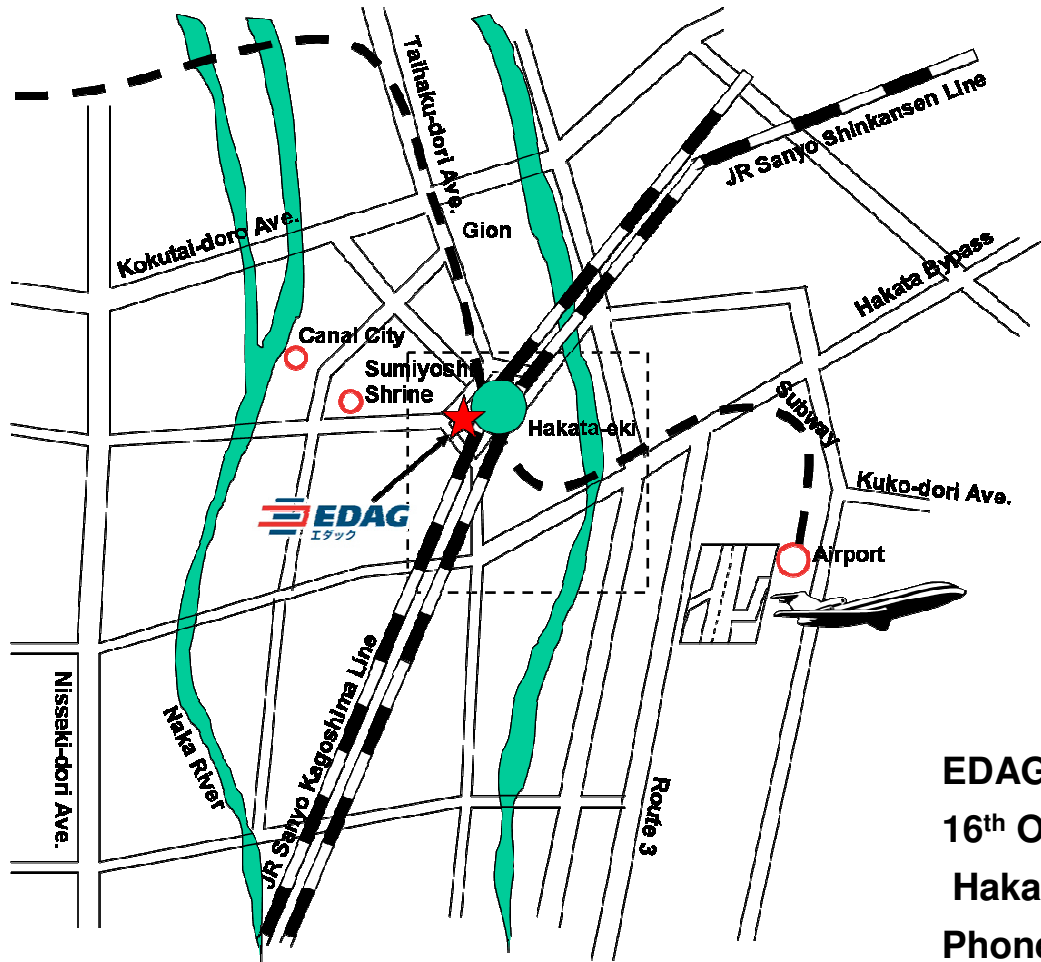 Taihaku-dori Ave.
JR Sanyo Shinkansen Line
Kokutai-doro Ave.
Gion
Hakata Bypass
Canal City
Sumiyoshi
Shrine
Hakata-eki
Subway
Kuko-dori Ave.
EDAG
エダック
Airport
Nisseki-dori Ave.
Naka River
JR Sanyo Kagoshima Line
Route 3
EDAG
16th O
Haka
Phone